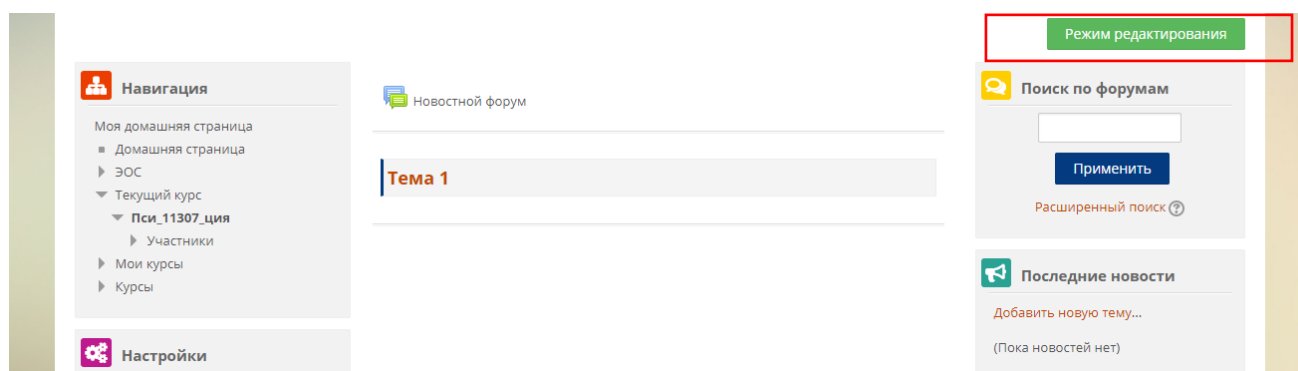 Режим редактирования
Навигация
Моя домашняя страница
Домашняя страница
ЭОС
Текущий курс
Пси_11307_ция
Участники
Мои курсы
Курсы
Настройки
Новостной форум
Тема 1
Поиск по форумам
Применить
Расширенный поиск
Последние новости
Добавить новую тему...
(Пока новостей нет)